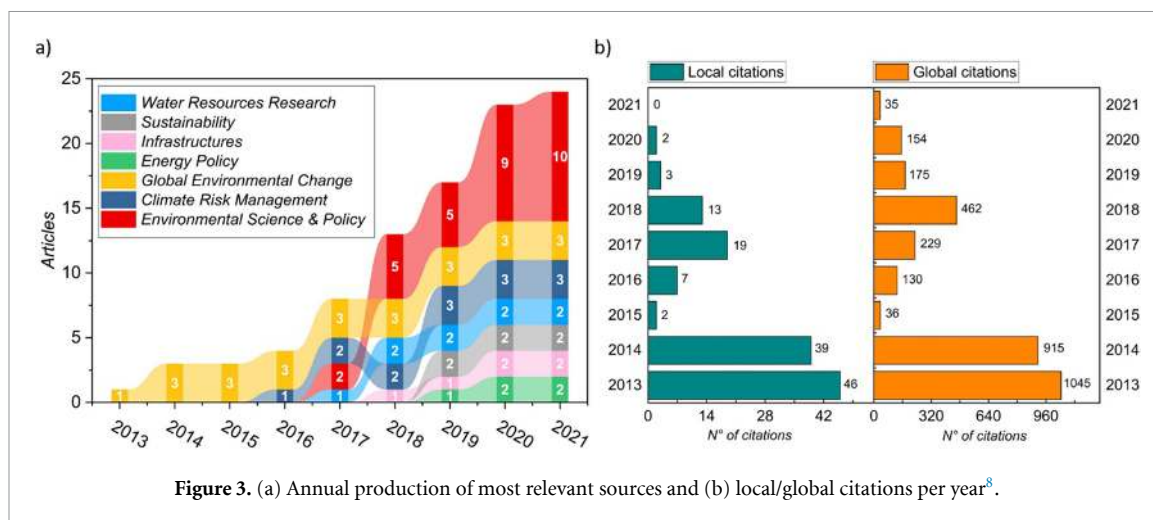 a)
25
20
15
10
5
0
Articles
Water Resources Research
Sustainability
Infrastructures
Energy Policy
Global Environmental Change
Climate Risk Management
Environmental Science & Policy
1
3
3
3
1
3
2
2
1
5
3
2
2
1
5
3
3
2
2
1
1
9
3
3
2
2
2
2
10
3
3
2
2
2
2
2013 2014 2015 2016 2017 2018 2019 2020 2021
b)
Local citations
Global citations
2021 0 35 2021
2020 2 154 2020
2019 3 175 2019
2018 13 462 2018
2017 19 229 2017
2016 7 130 2016
2015 2 36 2015
2014 39 915 2014
2013 46 1045 2013
0 14 28 42 0 320 640 960
N° of citations N° of citations
Figure 3. (a) Annual production of most relevant sources and (b) local/global citations per year⁸.